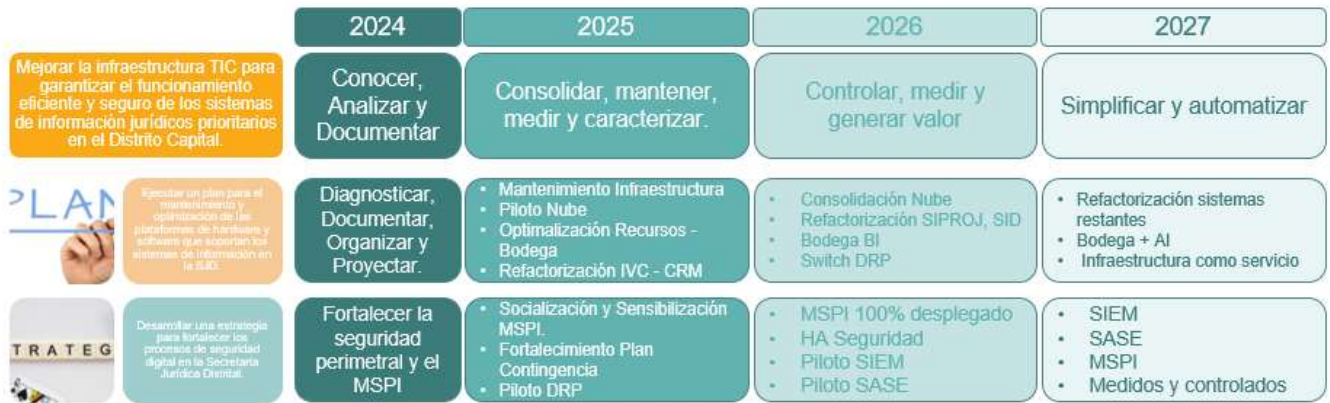 2024
2025
2026
2027
Mejorar la infraestructura TIC para
garantizar el funcionamiento
eficiente y seguro de los sistemas
de información jurídicos prioritarios
en el Distrito Capital.
Conocer,
Analizar y
Documentar
Consolidar, mantener,
medir y caracterizar.
Controlar, medir y
generar valor
Simplificar y automatizar
PLAN
Ejecutar un plan para el
mantenimiento y
optimización de las
plataformas de hardware y
software que soportan los
sistemas de información en
la SJD.
Diagnosticar,
Documentar,
Organizar y
Proyectar.
• Mantenimiento Infraestructura
• Piloto Nube
• Optimalización Recursos -
Bodega
• Refactorización IVC - CRM
• Consolidación Nube
• Refactorización SIPROJ, SID
• Bodega BI
• Switch DRP
• Refactorización sistemas
restantes
• Bodega + AI
• Infraestructura como servicio
TRATEG
Desarrollar una estrategia
para fortalecer los
procesos de seguridad
digital en la Secretaría
Jurídica Distrital.
Fortalecer la
seguridad
perimetral y el
MSPI
• Socialización y Sensibilización
MSPI.
• Fortalecimiento Plan
Contingencia
• Piloto DRP
• MSPI 100% desplegado
• HA Seguridad
• Piloto SIEM
• Piloto SASE
• SIEM
• SASE
• MSPI
• Medidos y controlados